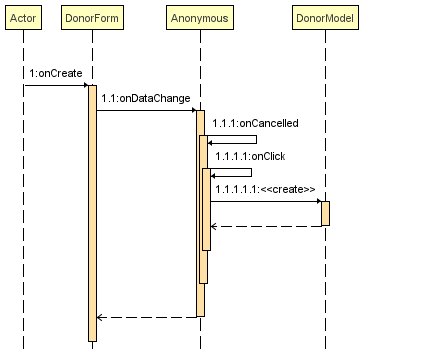 Actor
DonorForm
Anonymous
DonorModel
1:onCreate
1.1:onDataChange
1.1.1:onCancelled
1.1.1.1:onClick
1.1.1.1.1:<<create>>